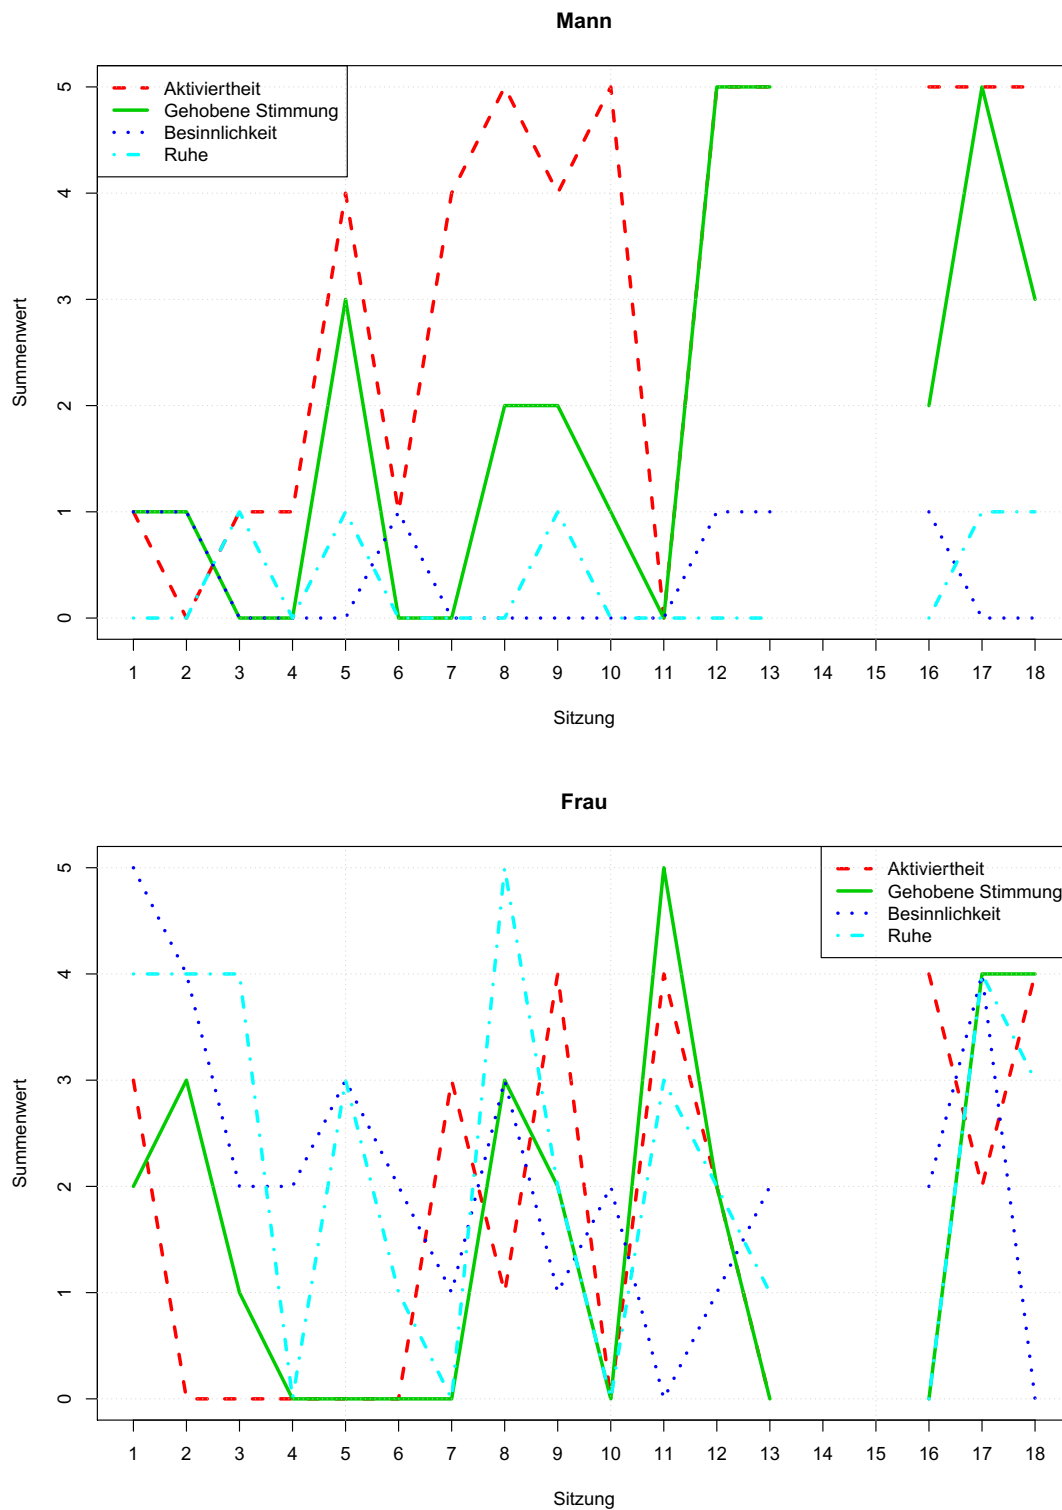 Mann
Aktiviertheit
Gehobene Stimmung
Besinnlichkeit
Ruhe
5
4
3
2
1
0
Summenwert
1 2 3 4 5 6 7 8 9 10 11 12 13 14 15 16 17 18
Sitzung
Frau
Aktiviertheit
Gehobene Stimmung
Besinnlichkeit
Ruhe
5
4
3
2
1
0
Summenwert
1 2 3 4 5 6 7 8 9 10 11 12 13 14 15 16 17 18
Sitzung